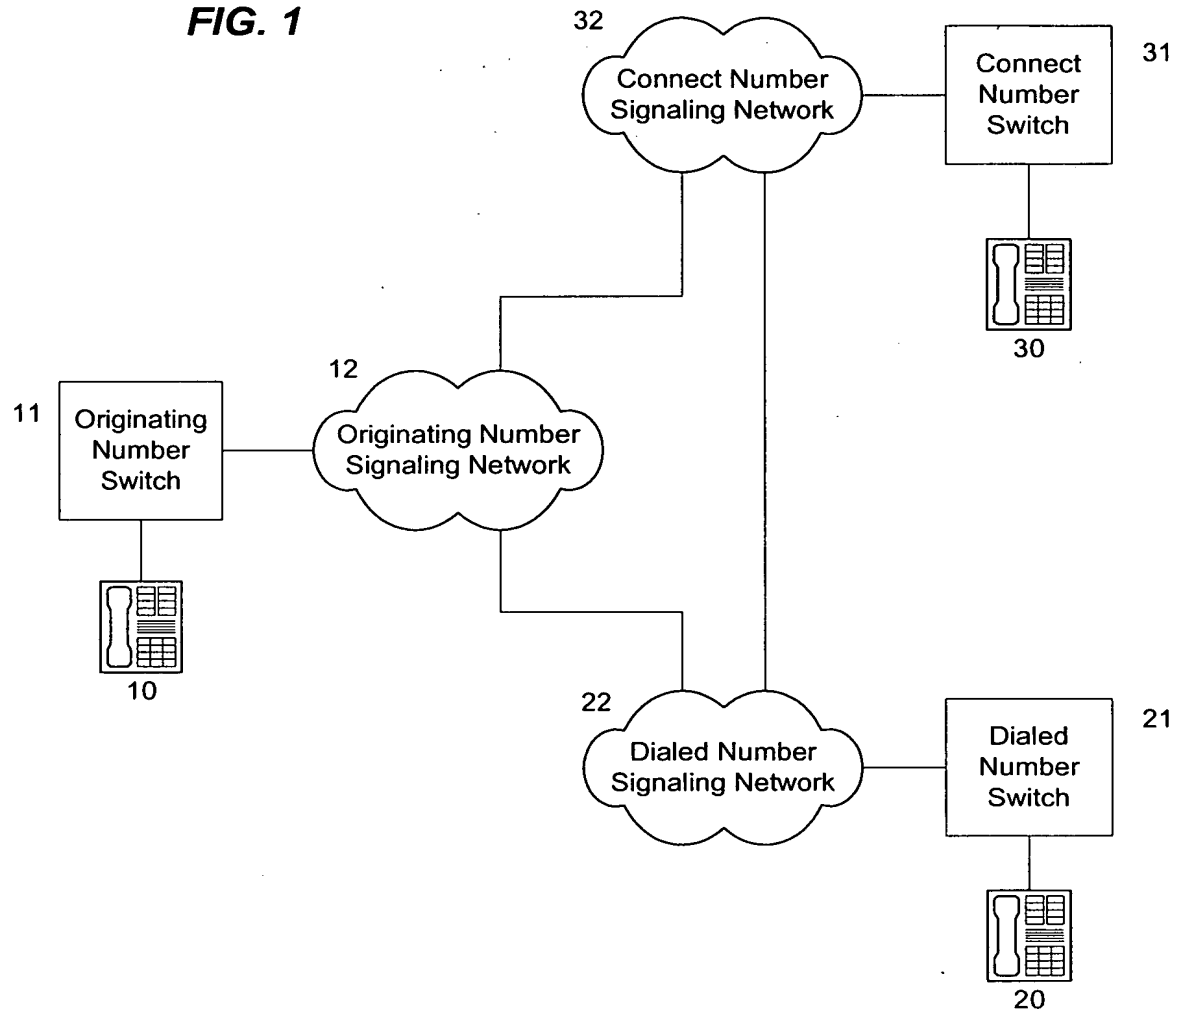 FIG. 1
32
Connect Number
Signaling Network
Connect
Number
Switch
31
30
12
11
Originating
Number
Switch
Originating Number
Signaling Network
10
22
Dialed Number
Signaling Network
Dialed
Number
Switch
21
20